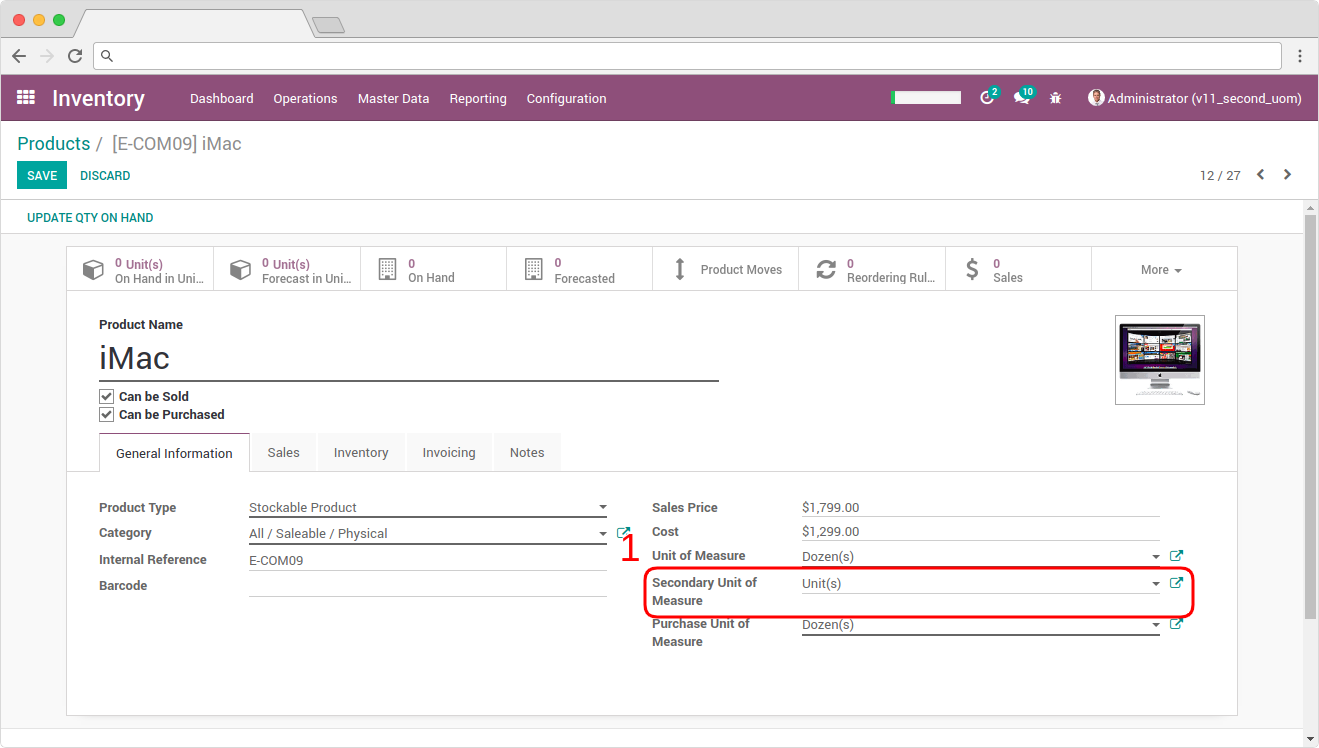 Inventory
Dashboard
Operations
Master Data
Reporting
Configuration
2
10
Administrator (v11_second_uom)
Products / [E-COM09] iMac
SAVE
DISCARD
12 / 27
UPDATE QTY ON HAND
0 Unit(s)
On Hand in Uni...
0 Unit(s)
Forecast in Uni...
0
On Hand
0
Forecasted
Product Moves
0
Reordering Rul...
$
0
Sales
More
Product Name
iMac
Can be Sold
Can be Purchased
General Information
Sales
Inventory
Invoicing
Notes
Product Type
Stockable Product
Category
All / Saleable / Physical
Internal Reference
E-COM09
Barcode
Sales Price
$1,799.00
Cost
$1,299.00
1
Unit of Measure
Dozen(s)
Secondary Unit of
Measure
Unit(s)
Purchase Unit of
Measure
Dozen(s)